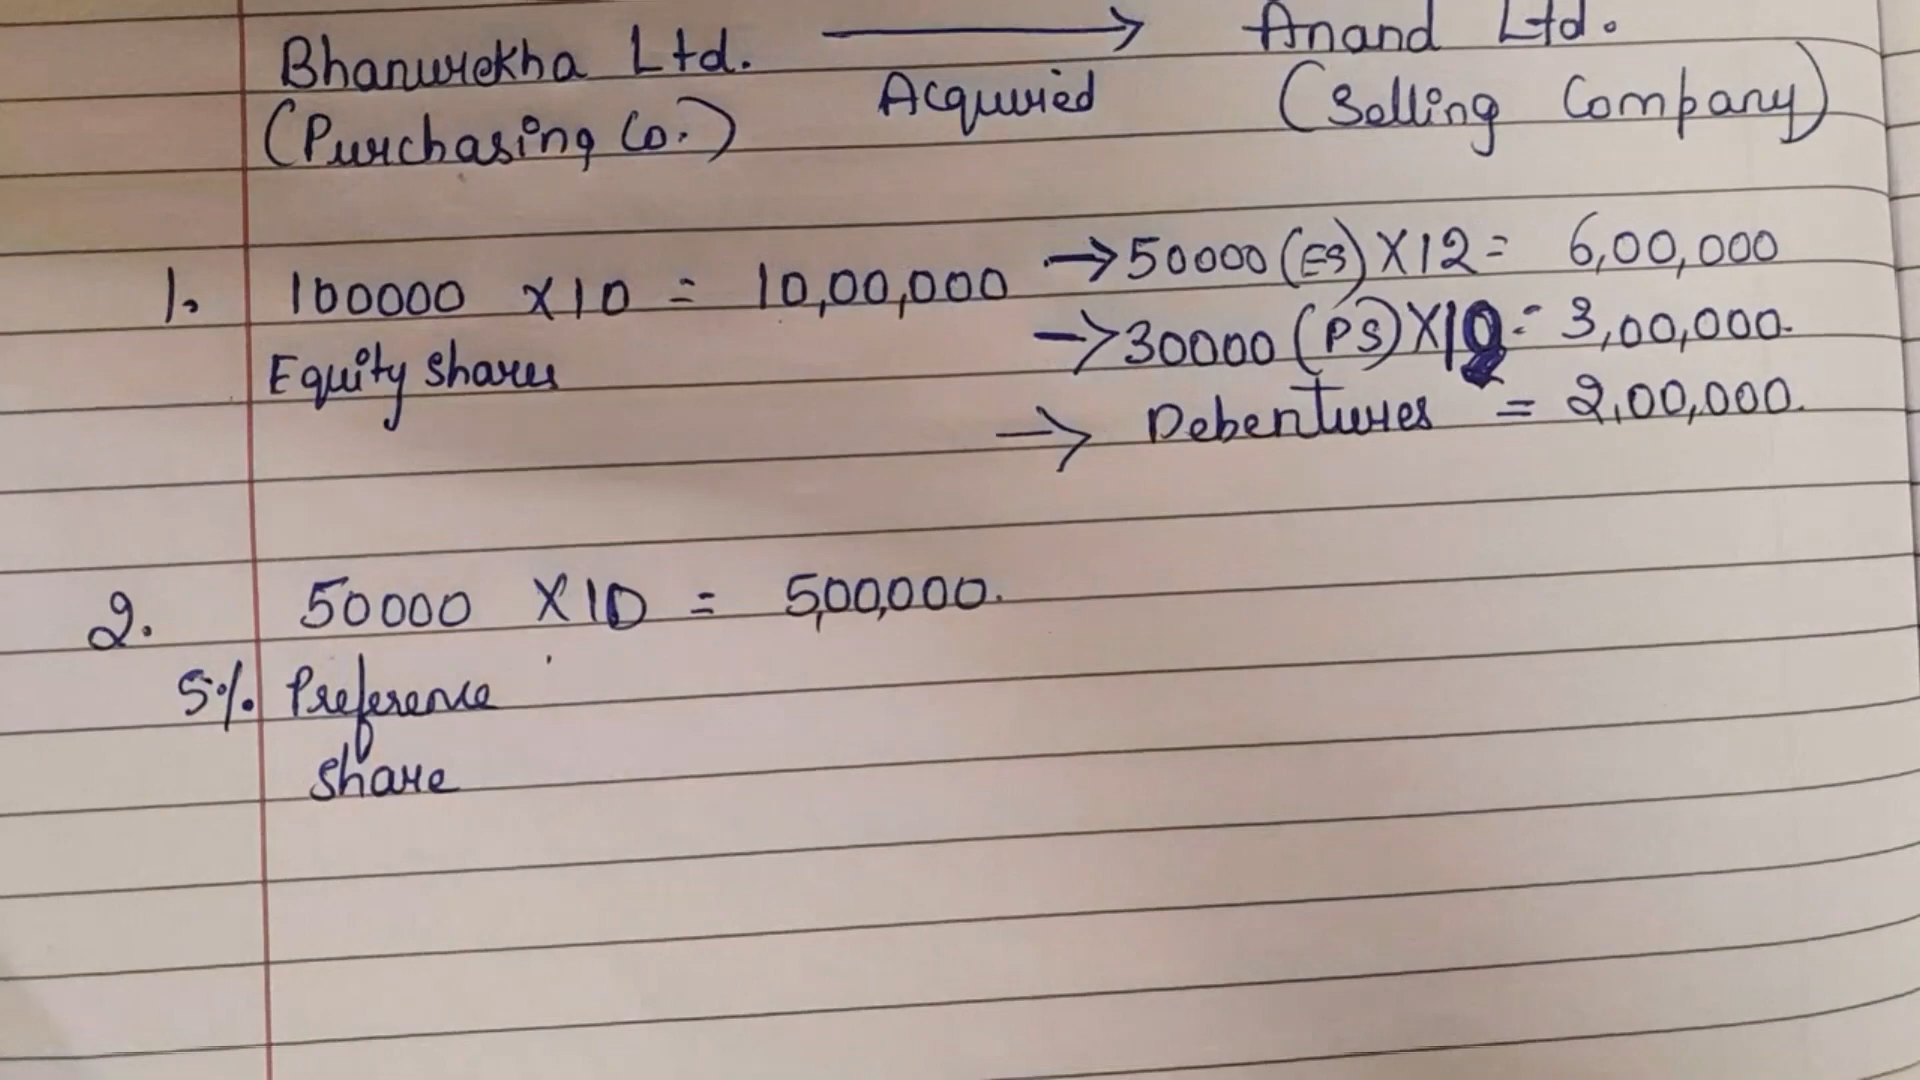 Bhanurekha Ltd. → Anand Ltd.
(Purchasing Co.) Acquried (Selling Company)
1. 100000 X10 = 10,00,000 → 50000 (ES) X12 = 6,00,000
Equity Shares → 30000 (PS) X10 = 3,00,000.
→ Debentures = 2,00,000.
2. 50000 X10 = 5,00,000.
5% Preference
Share